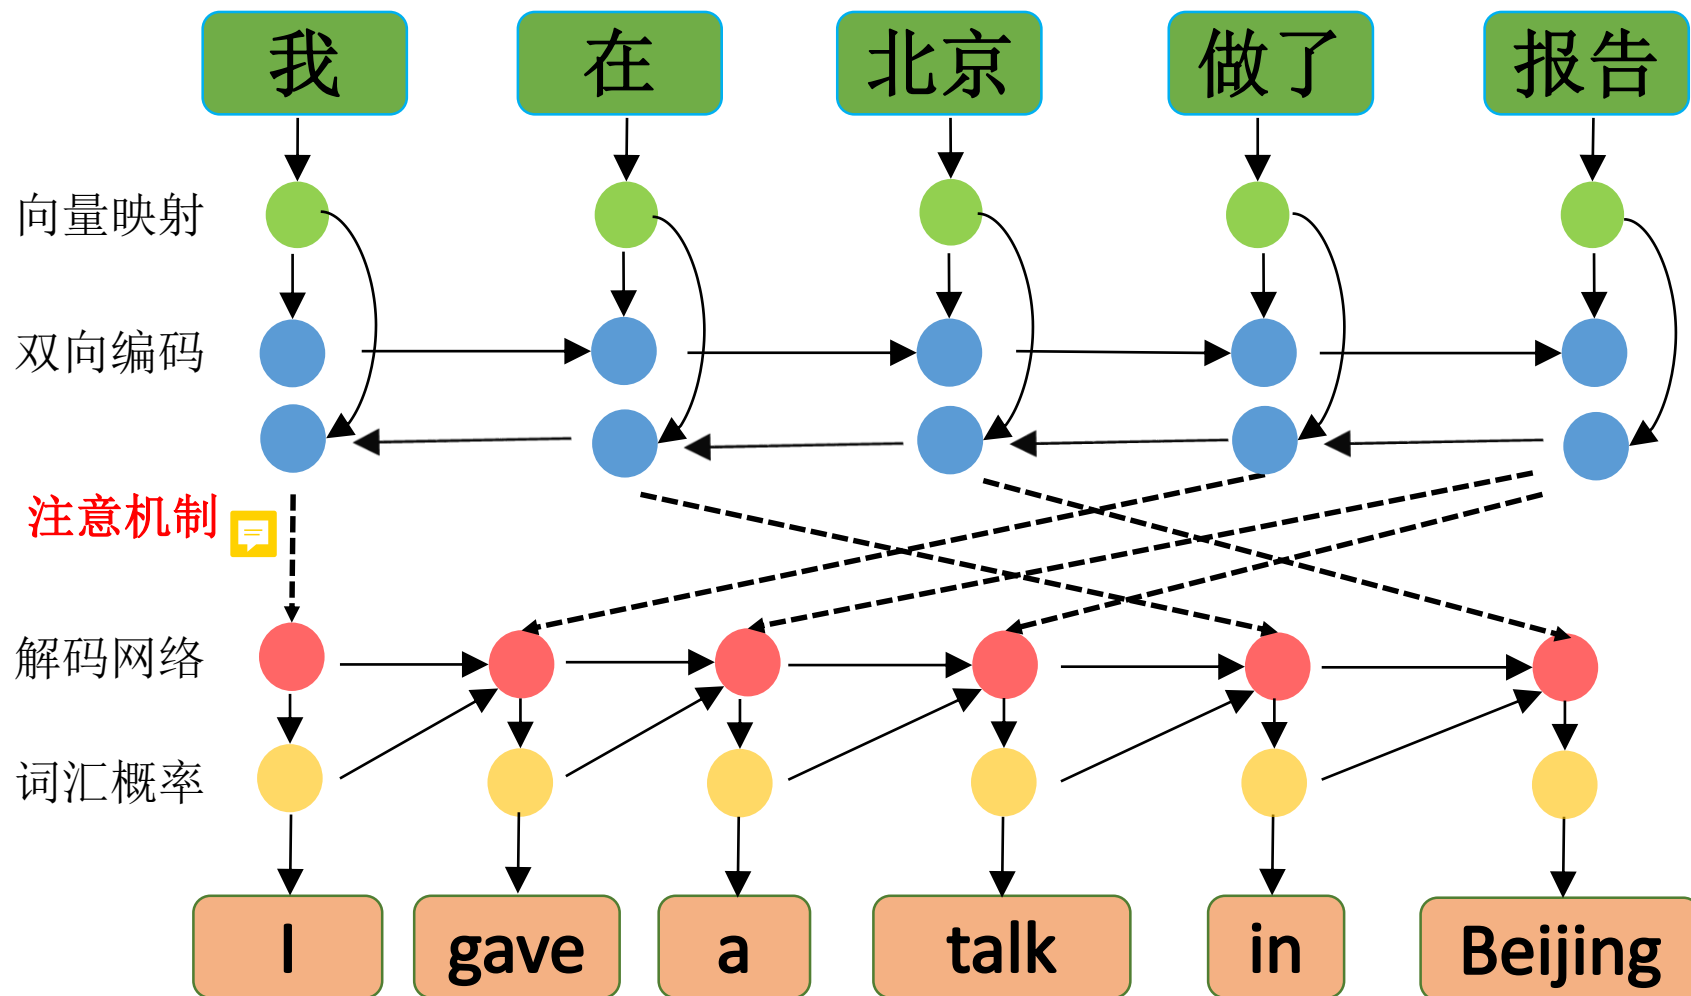 我 在 北京 做了 报告
向量映射
双向编码
注意机制
解码网络
词汇概率
I gave a talk in Beijing